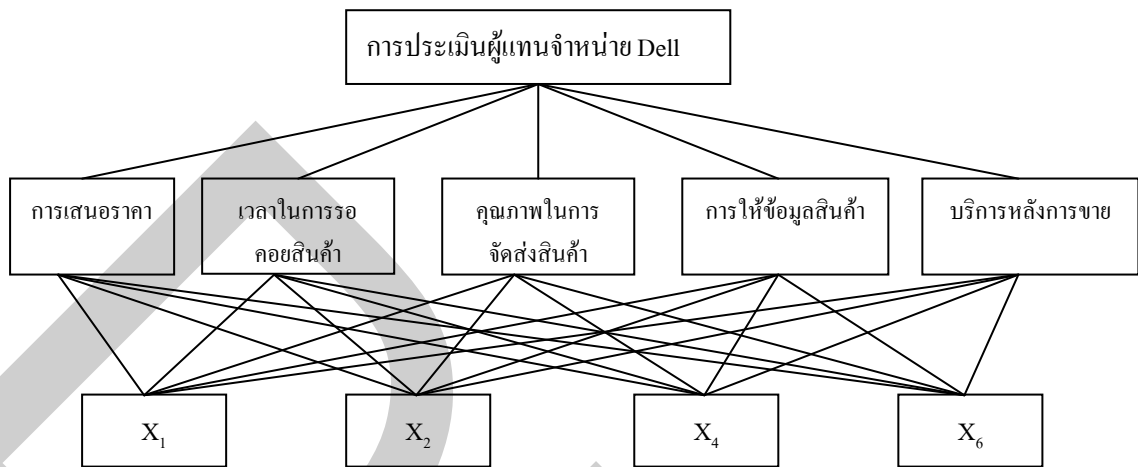 การประเมินผู้แทนจำหน่าย Dell
การเสนอราคา
เวลาในการรอ
คอยสินค้า
คุณภาพในการ
จัดส่งสินค้า
การให้ข้อมูลสินค้า
บริการหลังการขาย
X₁
X₂
X₄
X₆